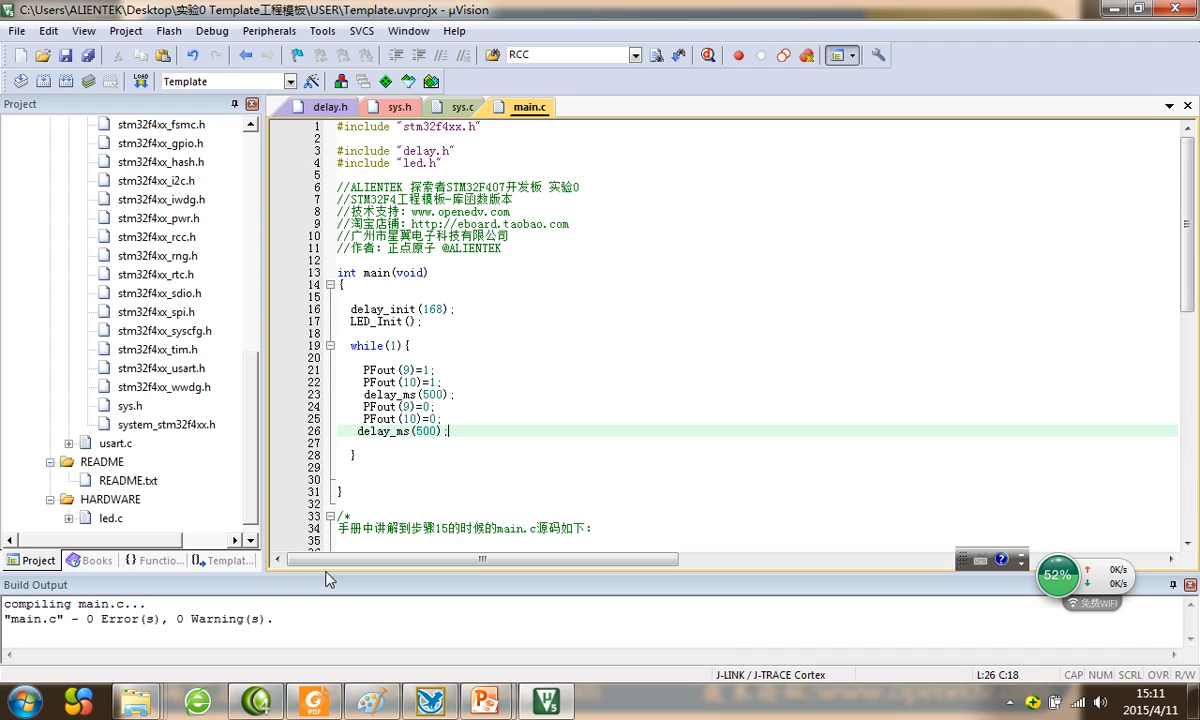 C:\Users\ALIENTEK\Desktop\实验0 Template工程模板\USER\Template.uvprojx - µVision
File Edit View Project Flash Debug Peripherals Tools SVCS Window Help
RCC
LOAD Template
Project
delay.h sys.h sys.c main.c
stm32f4xx_fsmc.h
stm32f4xx_gpio.h
stm32f4xx_hash.h
stm32f4xx_i2c.h
stm32f4xx_iwdg.h
stm32f4xx_pwr.h
stm32f4xx_rcc.h
stm32f4xx_rng.h
stm32f4xx_rtc.h
stm32f4xx_sdio.h
stm32f4xx_spi.h
stm32f4xx_syscfg.h
stm32f4xx_tim.h
stm32f4xx_usart.h
stm32f4xx_wwdg.h
sys.h
system_stm32f4xx.h
usart.c
README
README.txt
HARDWARE
led.c
Project Books {} Functio... Templat...
1 #include "stm32f4xx.h"
2
3 #include "delay.h"
4 #include "led.h"
5
6 //ALIENTEK 探索者STM32F407开发板 实验0
7 //STM32F4工程模板-库函数版本
8 //技术支持：www.openedv.com
9 //淘宝店铺：http://eboard.taobao.com
10 //广州市星翼电子科技有限公司
11 //作者：正点原子 @ALIENTEK
12
13 int main(void)
14 {
15
16 delay_init(168);
17 LED_Init();
18
19 while(1){
20
21 PFout(9)=1;
22 PFout(10)=1;
23 delay_ms(500);
24 PFout(9)=0;
25 PFout(10)=0;
26 delay_ms(500);
27
28 }
29
30
31 }
32
33 /*
34 手册中讲解到步骤15的时候的main.c源码如下：
35
52% 0K/s
0K/s
免费WiFi
Build Output
compiling main.c...
"main.c" - 0 Error(s), 0 Warning(s).
J-LINK / J-TRACE Cortex L:26 C:18 CAP NUM SCRL OVR R/W
PDF
15:11
2015/4/11